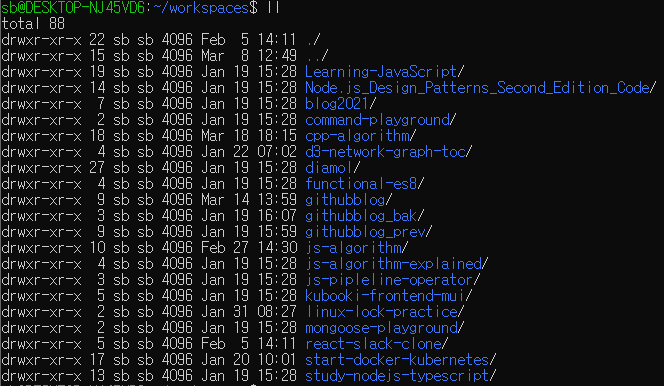 sb@DESKTOP-NJ45VD6:~/workspaces$ ll
total 88
drwxr-xr-x 22 sb sb 4096 Feb  5 14:11 ./
drwxr-xr-x 15 sb sb 4096 Mar  8 12:49 ../
drwxr-xr-x 19 sb sb 4096 Jan 19 15:28 Learning-JavaScript/
drwxr-xr-x 14 sb sb 4096 Jan 19 15:28 Node.js_Design_Patterns_Second_Edition_Code/
drwxr-xr-x  7 sb sb 4096 Jan 19 15:28 blog2021/
drwxr-xr-x  2 sb sb 4096 Jan 19 15:28 command-playground/
drwxr-xr-x 18 sb sb 4096 Mar 18 18:15 cpp-algorithm/
drwxr-xr-x  4 sb sb 4096 Jan 22 07:02 d3-network-graph-toc/
drwxr-xr-x 27 sb sb 4096 Jan 19 15:28 diamol/
drwxr-xr-x  4 sb sb 4096 Jan 19 15:28 functional-es8/
drwxr-xr-x  9 sb sb 4096 Mar 14 13:59 githubblog/
drwxr-xr-x  3 sb sb 4096 Jan 19 16:07 githubblog_bak/
drwxr-xr-x  9 sb sb 4096 Jan 19 15:59 githubblog_prev/
drwxr-xr-x 10 sb sb 4096 Feb 27 14:30 js-algorithm/
drwxr-xr-x  4 sb sb 4096 Jan 19 15:28 js-algorithm-explained/
drwxr-xr-x  3 sb sb 4096 Jan 19 15:28 js-pipleline-operator/
drwxr-xr-x  5 sb sb 4096 Jan 19 15:28 kubooki-frontend-mui/
drwxr-xr-x  2 sb sb 4096 Jan 31 08:27 linux-lock-practice/
drwxr-xr-x  2 sb sb 4096 Jan 19 15:28 mongoose-playground/
drwxr-xr-x  5 sb sb 4096 Feb  5 14:11 react-slack-clone/
drwxr-xr-x 17 sb sb 4096 Jan 20 10:01 start-docker-kubernetes/
drwxr-xr-x 13 sb sb 4096 Jan 19 15:28 study-nodejs-typescript/